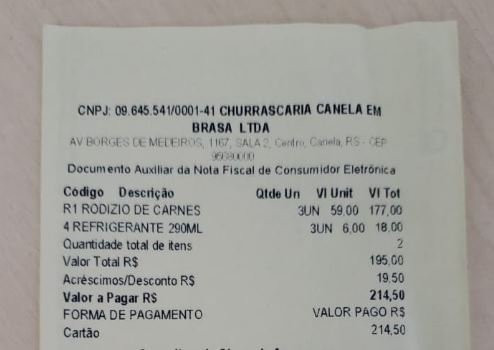 CNPJ: 09.645.541/0001-41 CHURRASCARIA CANELA EM
BRASA LTDA
AV BORGES DE MEDEIROS, 1167, SALA 2, Centro, Canela, RS - CEP
95680000
Documento Auxiliar da Nota Fiscal de Consumidor Eletrônica
Código Descrição Qtde Un Vl Unit Vl Tot
R1 RODIZIO DE CARNES 3UN 59,00 177,00
4 REFRIGERANTE 290ML 3UN 6,00 18,00
Quantidade total de itens 2
Valor Total R$ 195,00
Acréscimos/Desconto R$ 19,50
Valor a Pagar R$ 214,50
FORMA DE PAGAMENTO VALOR PAGO R$
Cartão 214,50